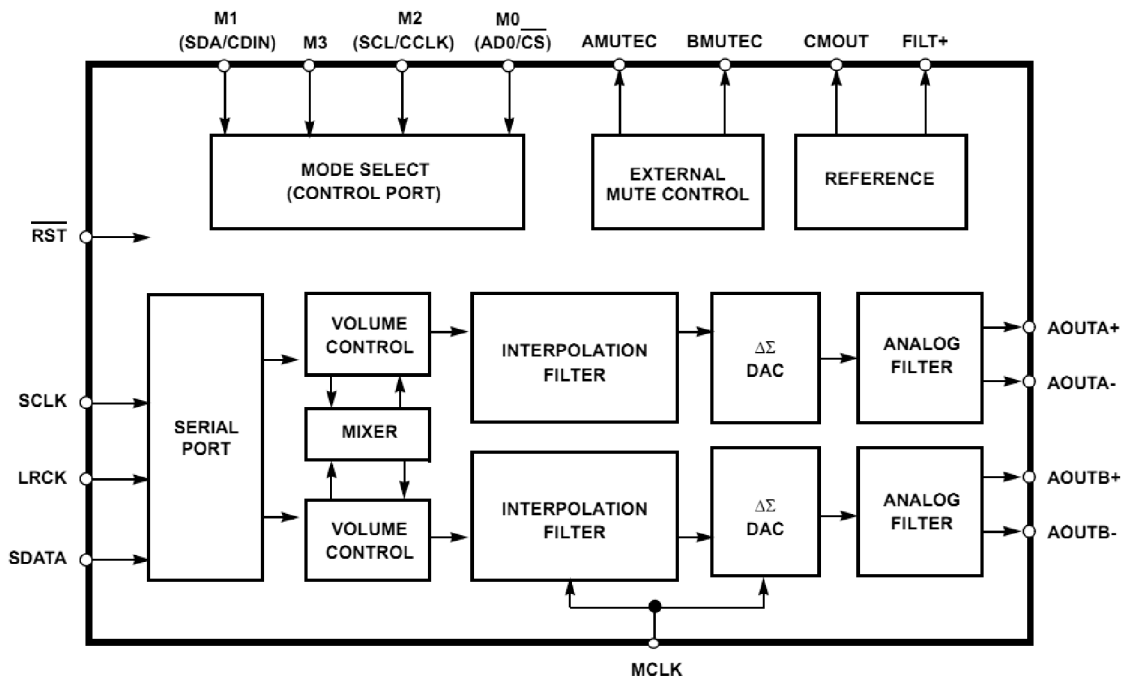 M1
(SDA/CDIN)
M3
M2
(SCL/CCLK)
M0
(AD0/C̅S̅)
AMUTEC
BMUTEC
CMOUT
FILT+
MODE SELECT
(CONTROL PORT)
EXTERNAL
MUTE CONTROL
REFERENCE
R̅S̅T̅
SCLK
LRCK
SDATA
SERIAL
PORT
VOLUME
CONTROL
MIXER
VOLUME
CONTROL
INTERPOLATION
FILTER
ΔΣ
DAC
ANALOG
FILTER
AOUTA+
AOUTA-
INTERPOLATION
FILTER
ΔΣ
DAC
ANALOG
FILTER
AOUTB+
AOUTB-
MCLK